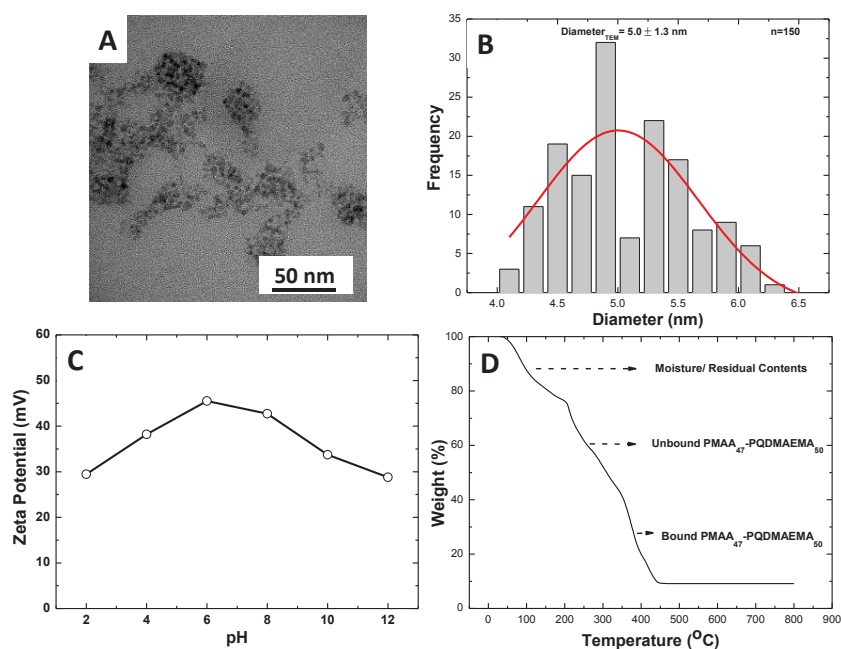 A
50 nm
B
Diameter_TEM = 5.0 ± 1.3 nm
n=150
35
30
25
20
15
10
5
0
Frequency
4.0 4.5 5.0 5.5 6.0 6.5
Diameter (nm)
C
60
50
40
30
20
10
0
Zeta Potential (mV)
2 4 6 8 10 12
pH
D
100
80
60
40
20
0
Weight (%)
Moisture/ Residual Contents
Unbound PMAA₄₇-PQDMAEMA₅₀
Bound PMAA₄₇-PQDMAEMA₅₀
0 100 200 300 400 500 600 700 800 900
Temperature (⁰C)